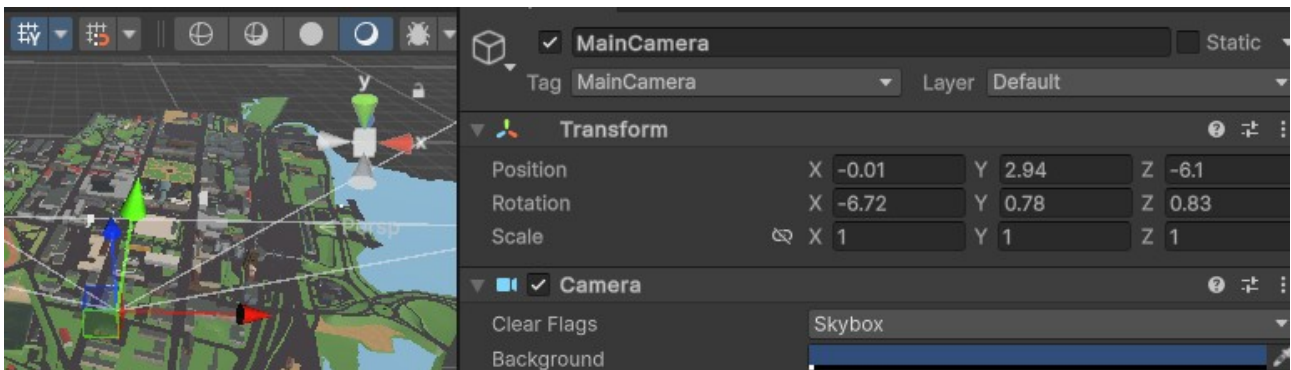 y
x
Persp
MainCamera
Static
Tag MainCamera Layer Default
Transform
Position X -0.01 Y 2.94 Z -6.1
Rotation X -6.72 Y 0.78 Z 0.83
Scale X 1 Y 1 Z 1
Camera
Clear Flags Skybox
Background